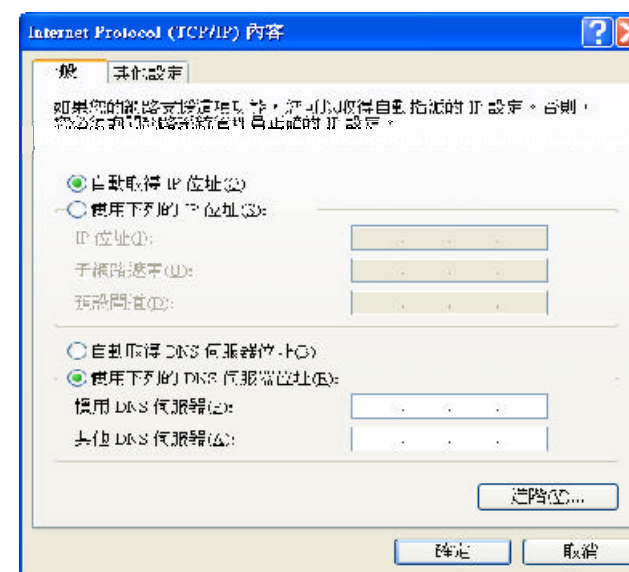 Internet Protocol (TCP/IP) 內容
一般 其他設定
如果您的網路支援這項功能，您可以取得自動指派的 IP 設定。否則，
您必須詢問網路系統管理員正確的 IP 設定。
自動取得 IP 位址(O)
使用下列的 IP 位址(S):
IP 位址(I):
子網路遮罩(U):
預設閘道(D):
自動取得 DNS 伺服器位址(B)
使用下列的 DNS 伺服器位址(E):
慣用 DNS 伺服器(P):
其他 DNS 伺服器(A):
進階(V)...
確定 取消